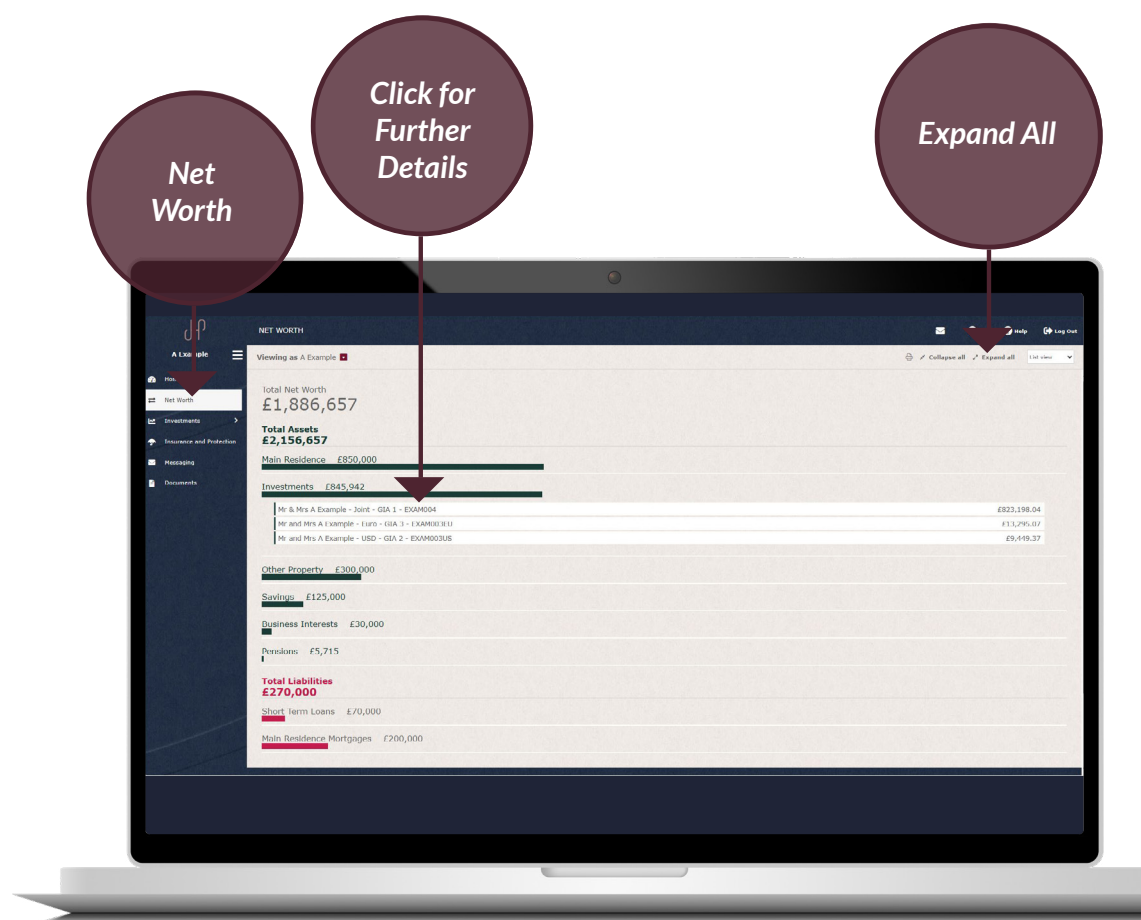 Click for
Further
Details
Expand All
Net
Worth
NET WORTH
Help
Log Out
A Example
Viewing as A Example
Collapse all
Expand all
List view
Net Worth
Investments
Insurance and Protection
Messaging
Documents
Total Net Worth
£1,886,657
Total Assets
£2,156,657
Main Residence £850,000
Investments £845,942
Mr & Mrs A Example - Joint - GIA 1 - EXAM004 £823,198.04
Mr and Mrs A Example - Euro - GIA 3 - EXAM003EU £13,295.07
Mr and Mrs A Example - USD - GIA 2 - EXAM003US £9,449.37
Other Property £300,000
Savings £125,000
Business Interests £30,000
Pensions £5,715
Total Liabilities
£270,000
Short Term Loans £70,000
Main Residence Mortgages £200,000